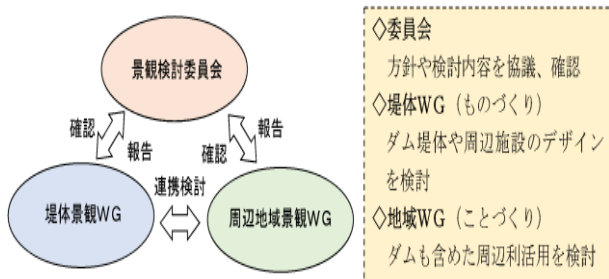 景観検討委員会
確認
報告
報告
確認
連携検討
堤体景観WG
周辺地域景観WG
◇委員会
方針や検討内容を協議、確認
◇堤体WG（ものづくり）
ダム堤体や周辺施設のデザイン
を検討
◇地域WG（ことづくり）
ダムも含めた周辺利活用を検討